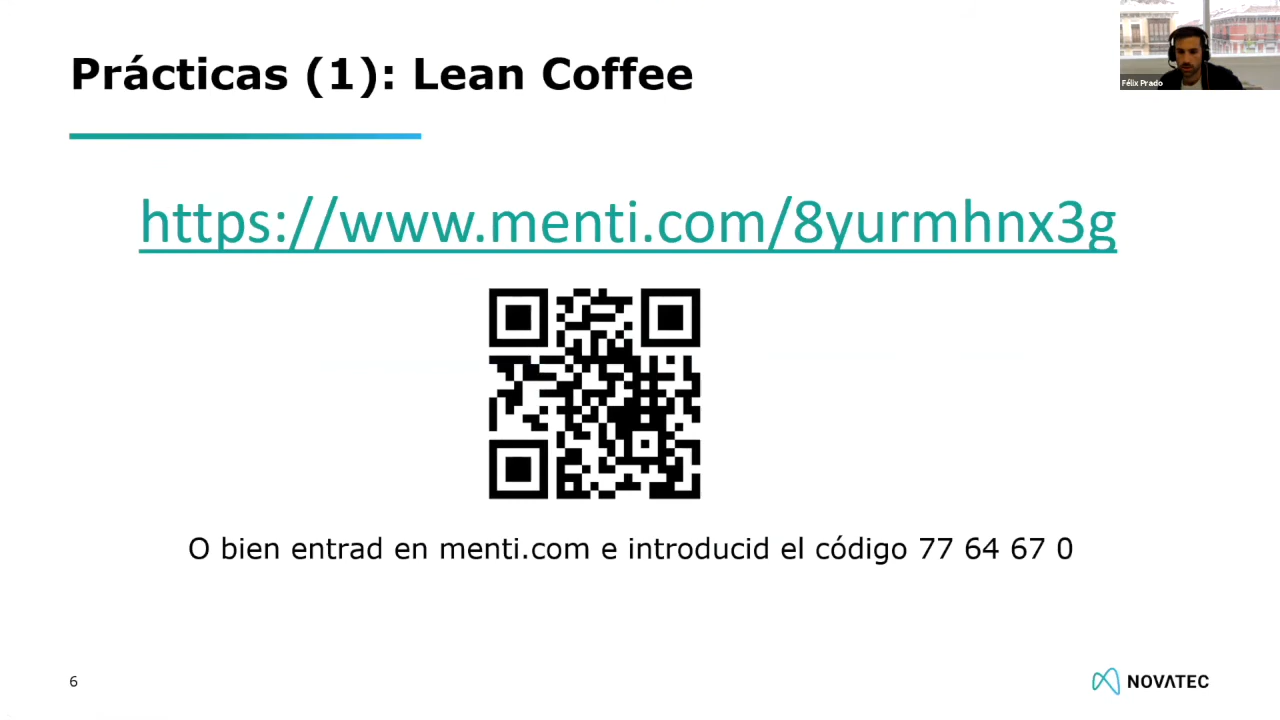 Prácticas (1): Lean Coffee
Félix Prado
https://www.menti.com/8yurmhnx3g
O bien entrad en menti.com e introducid el código 77 64 67 0
6
NOVATEC